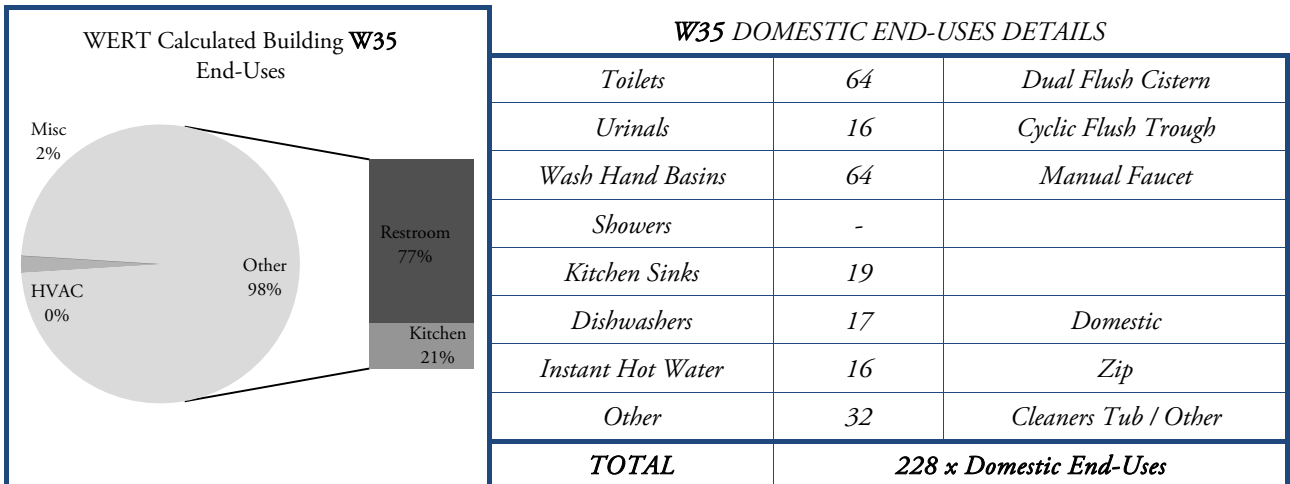 WERT Calculated Building W35
End-Uses
Misc
2%
HVAC
0%
Other
98%
Restroom
77%
Kitchen
21%
W35 DOMESTIC END-USES DETAILS
Toilets 64 Dual Flush Cistern
Urinals 16 Cyclic Flush Trough
Wash Hand Basins 64 Manual Faucet
Showers -
Kitchen Sinks 19
Dishwashers 17 Domestic
Instant Hot Water 16 Zip
Other 32 Cleaners Tub / Other
TOTAL 228 x Domestic End-Uses